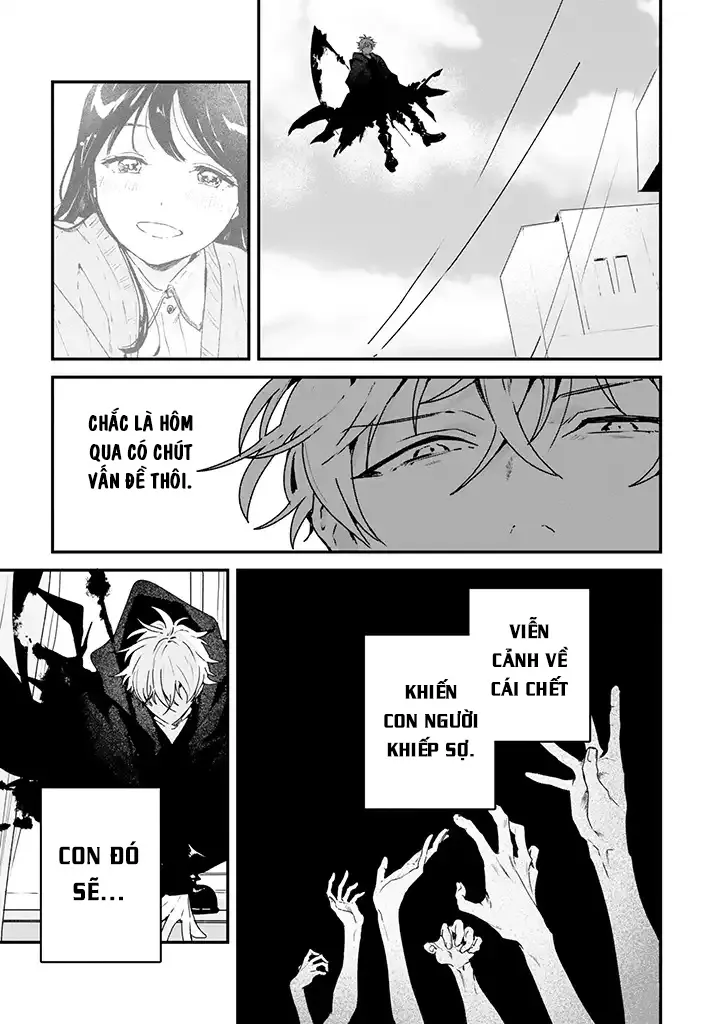 CHẮC LÀ HÔM
QUA CÓ CHÚT
VẤN ĐỀ THÔI.
VIỄN
CẢNH VỀ
CÁI CHẾT
KHIẾN
CON NGƯỜI
KHIẾP SỢ.
CON ĐÓ
SẼ...